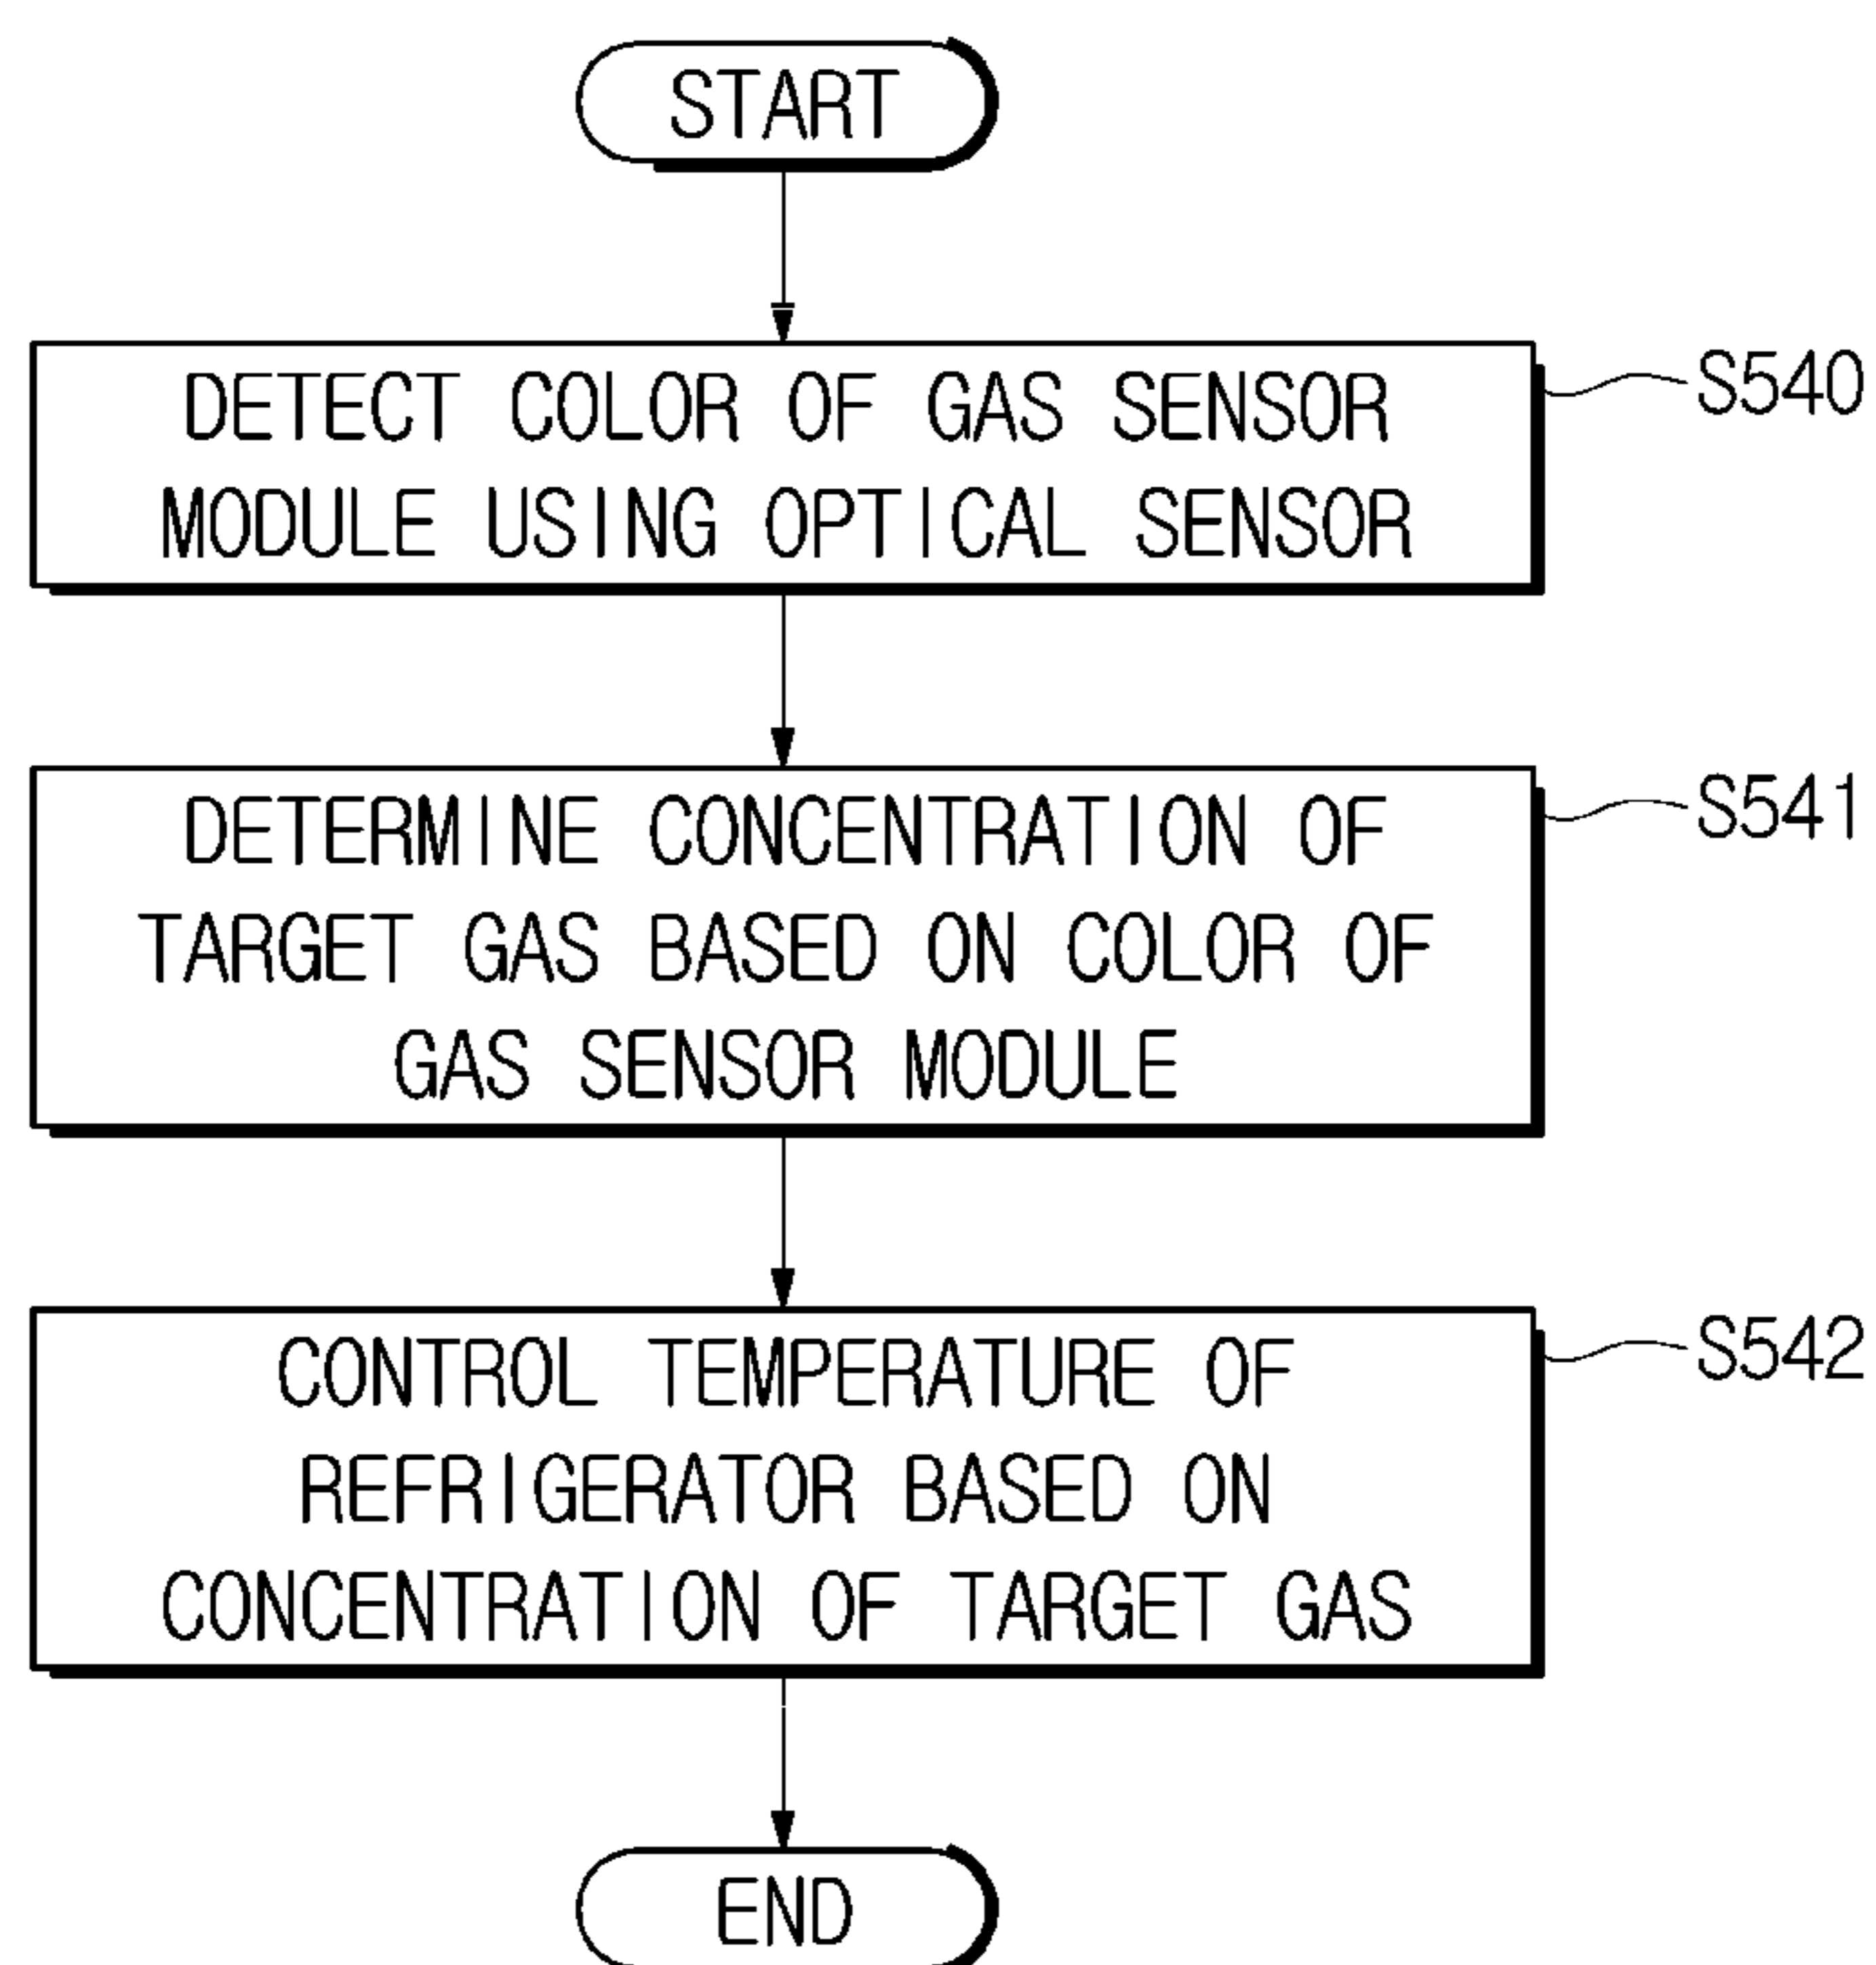 START
DETECT COLOR OF GAS SENSOR
MODULE USING OPTICAL SENSOR
S540
DETERMINE CONCENTRATION OF
TARGET GAS BASED ON COLOR OF
GAS SENSOR MODULE
S541
CONTROL TEMPERATURE OF
REFRIGERATOR BASED ON
CONCENTRATION OF TARGET GAS
S542
END